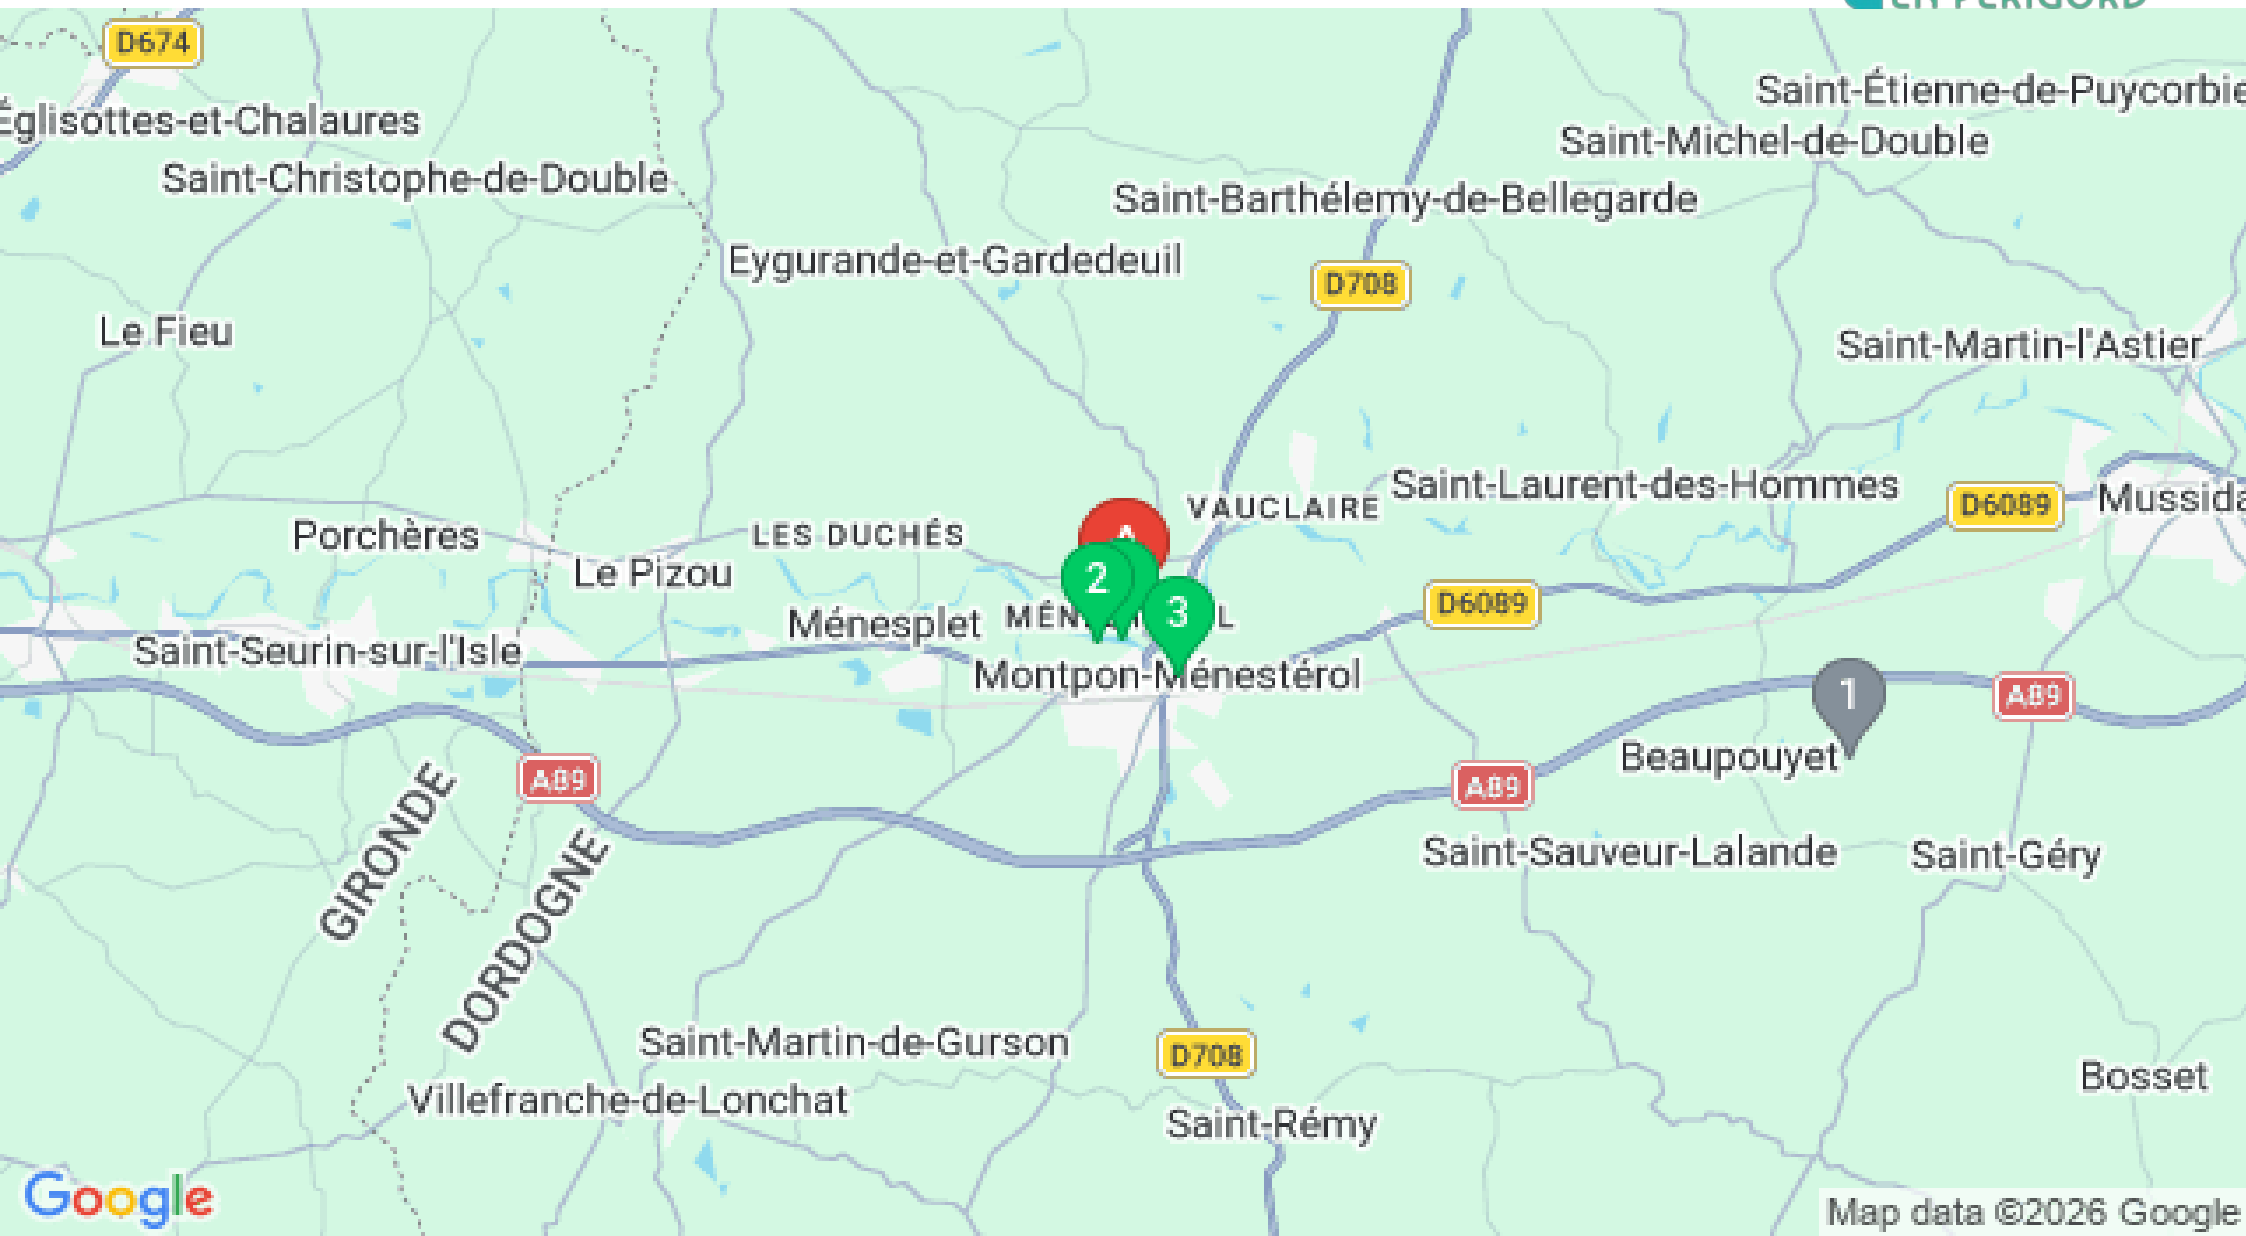 EN PÉRIGORD
D674
Saint-Étienne-de-Puycorbie
Églisottes-et-Chalaures
Saint-Michel-de-Double
Saint-Christophe-de-Double
Saint-Barthélemy-de-Bellegarde
Eygurande-et-Gardedeuil
D708
Le Fieu
Saint-Martin-l'Astier
Saint-Laurent-des-Hommes
D6089
Mussida
VAUCLAIRE
Porchères
LES DUCHÉS
A
Le Pizou
2
3
D6089
Ménesplet
Saint-Seurin-sur-l'Isle
Montpon-Ménestérol
1
A89
Beaupouyet
A89
A89
GIRONDE
DORDOGNE
Saint-Sauveur-Lalande
Saint-Géry
Saint-Martin-de-Gurson
D708
Bosset
Villefranche-de-Lonchat
Saint-Rémy
Google
Map data ©2026 Google